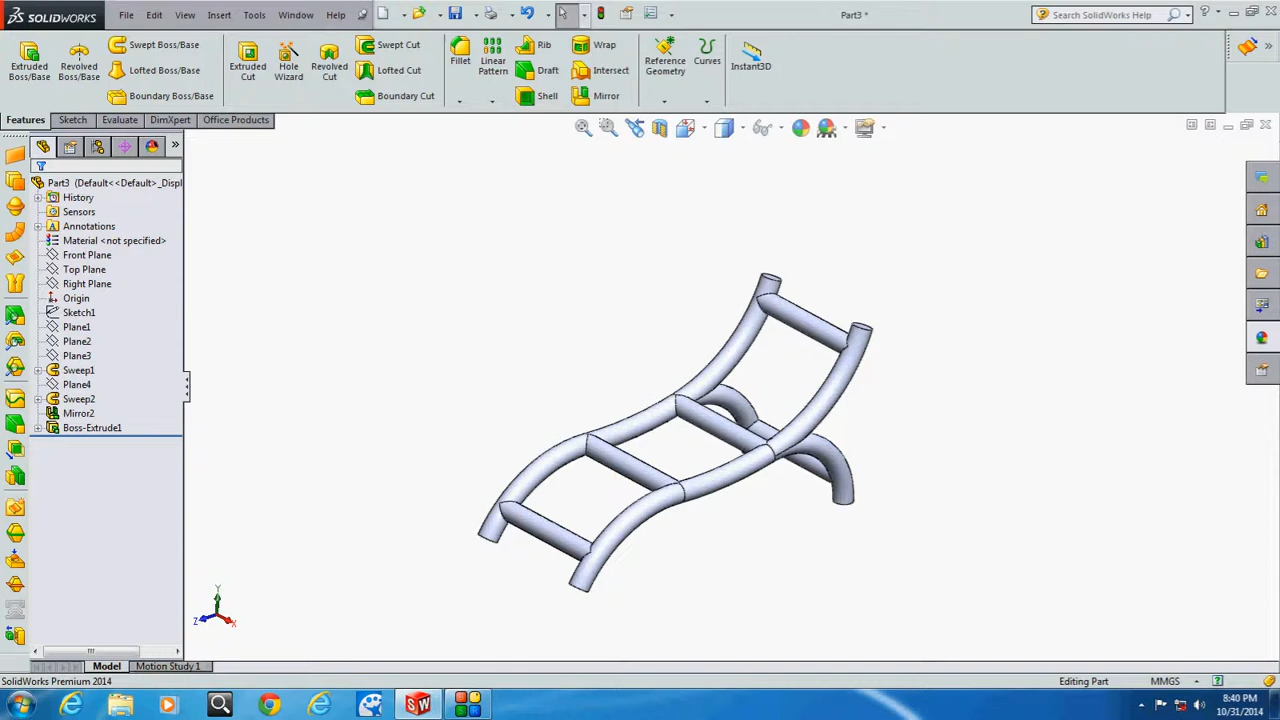 SOLIDWORKS File Edit View Insert Tools Window Help Part3 * Search SolidWorks Help
Extruded Boss/Base
Revolved Boss/Base
Swept Boss/Base
Lofted Boss/Base
Boundary Boss/Base
Extruded Cut
Hole Wizard
Revolved Cut
Swept Cut
Lofted Cut
Boundary Cut
Fillet
Linear Pattern
Rib
Draft
Shell
Wrap
Intersect
Mirror
Reference Geometry
Curves
Instant3D
Features Sketch Evaluate DimXpert Office Products
Part3 (Default<<Default>_Displ
History
Sensors
Annotations
Material <not specified>
Front Plane
Top Plane
Right Plane
Origin
Sketch1
Plane1
Plane2
Plane3
Sweep1
Plane4
Sweep2
Mirror2
Boss-Extrude1
Y
Z
X
Model Motion Study 1
SolidWorks Premium 2014 Editing Part MMGS
8:40 PM
10/31/2014